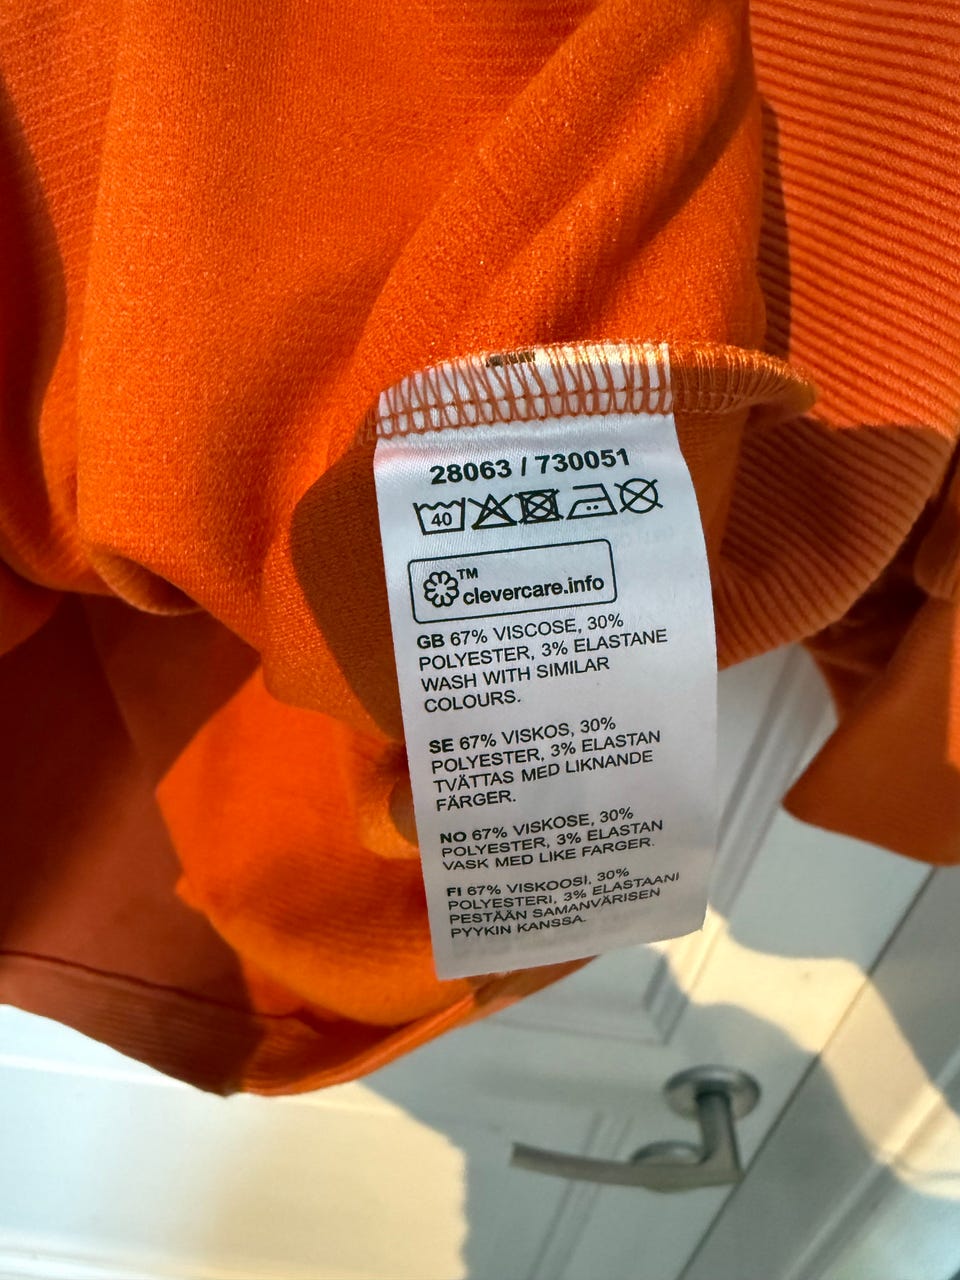 28063 / 730051
40
TM
clevercare.info
GB 67% VISCOSE, 30%
POLYESTER, 3% ELASTANE
WASH WITH SIMILAR
COLOURS.
SE 67% VISKOS, 30%
POLYESTER, 3% ELASTAN
TVÄTTAS MED LIKNANDE
FÄRGER.
NO 67% VISKOSE, 30%
POLYESTER, 3% ELASTAN
VASK MED LIKE FARGER.
FI 67% VISKOOSI, 30%
POLYESTERI, 3% ELASTAANI
PESTÄÄN SAMANVÄRISEN
PYYKIN KANSSA.